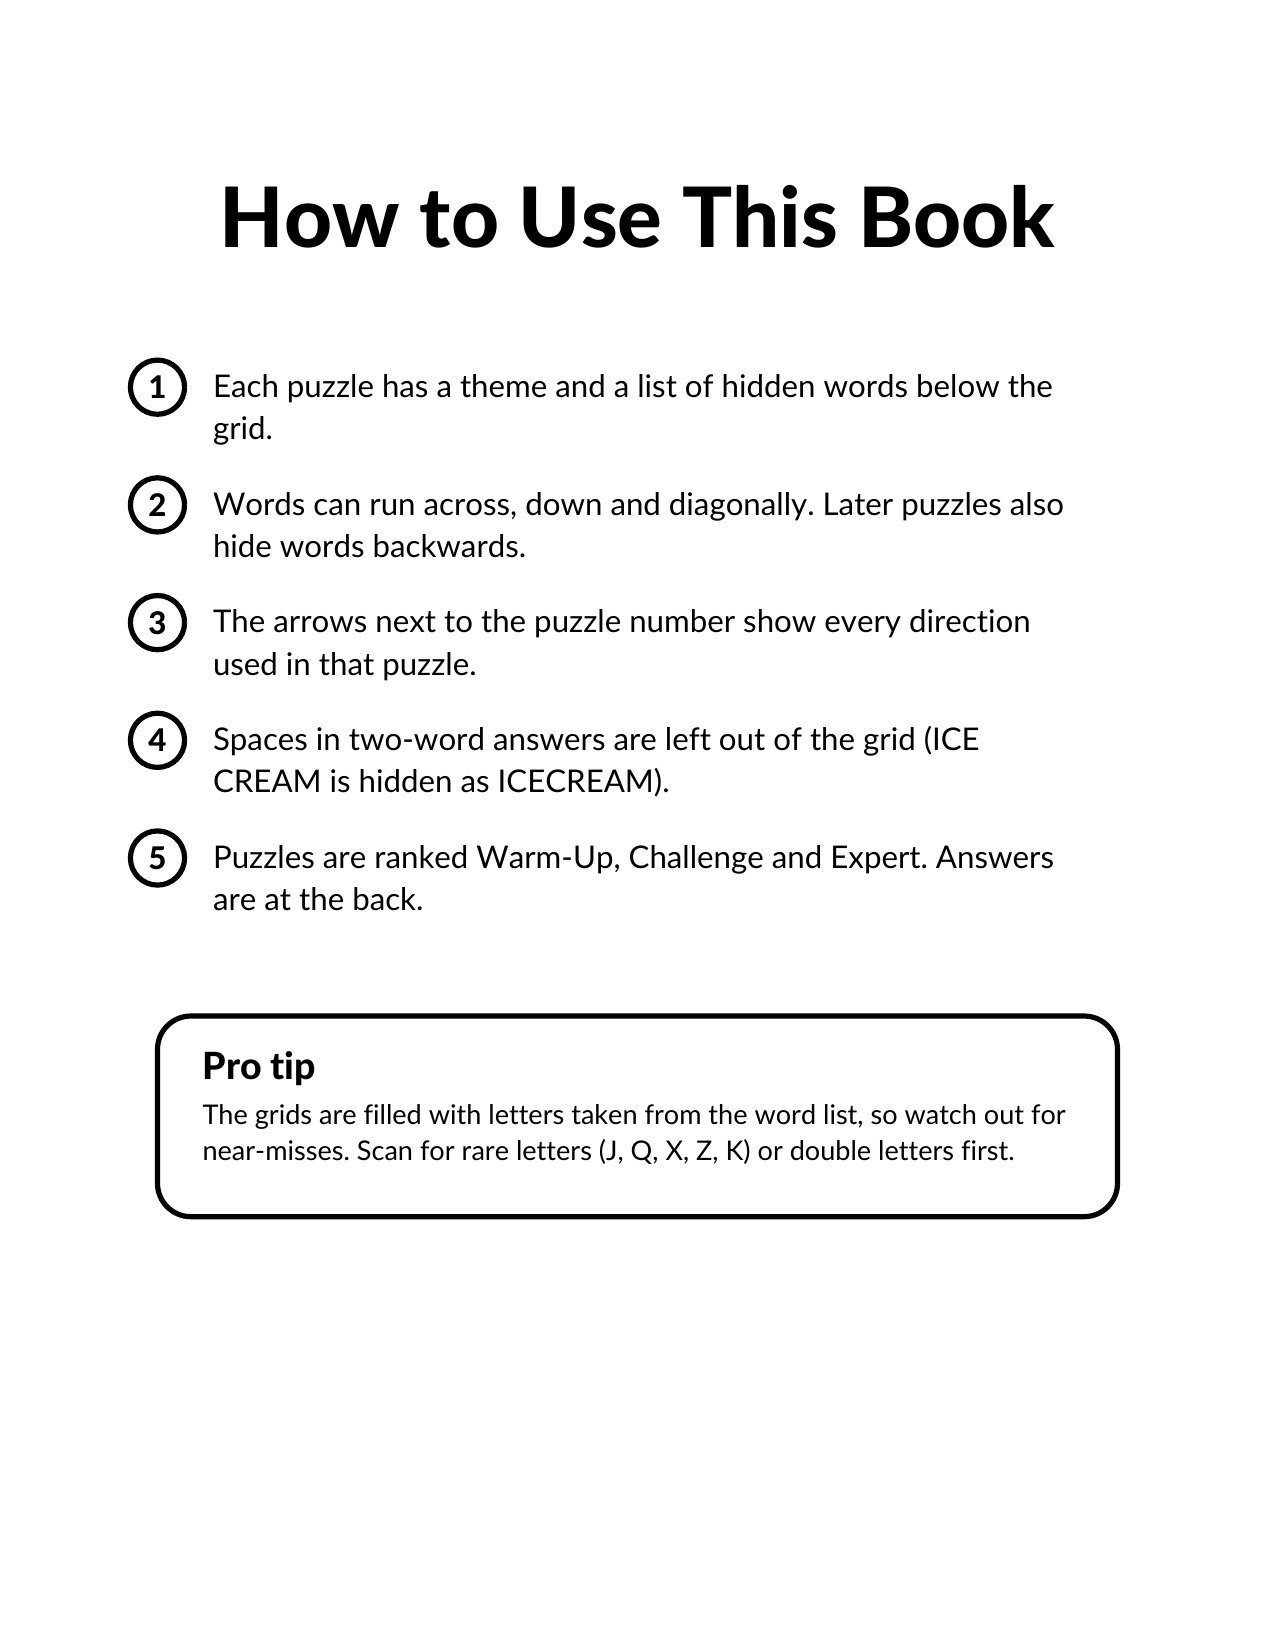 How to Use This Book
1 Each puzzle has a theme and a list of hidden words below the
grid.
2 Words can run across, down and diagonally. Later puzzles also
hide words backwards.
3 The arrows next to the puzzle number show every direction
used in that puzzle.
4 Spaces in two-word answers are left out of the grid (ICE
CREAM is hidden as ICECREAM).
5 Puzzles are ranked Warm-Up, Challenge and Expert. Answers
are at the back.
Pro tip
The grids are filled with letters taken from the word list, so watch out for
near-misses. Scan for rare letters (J, Q, X, Z, K) or double letters first.